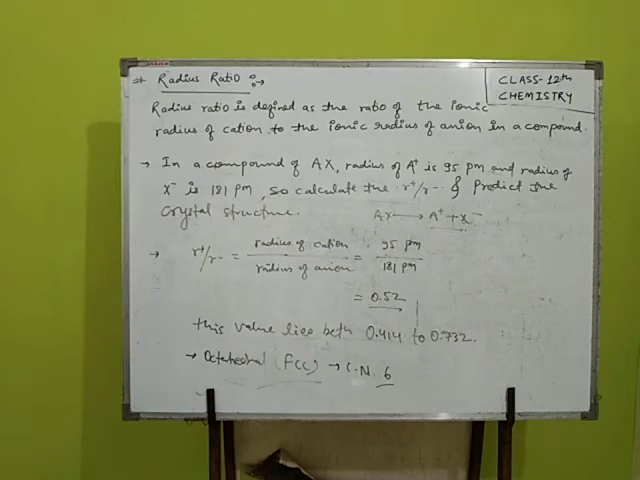 # Radius Ratio :→
CLASS-12th
CHEMISTRY
Radius ratio is defined as the ratio of the ionic
radius of cation to the ionic radius of anion in a compound.
→ In a compound of AX, radius of A+ is 95 pm and radius of
X- is 181 pm, so calculate the r+/r- & Predict the
crystal structure. AX → A+ + X-
→ r+/r- = radius of cation / radius of anion = 95 pm / 181 pm
= 0.52
this value lies betn 0.414 to 0.732.
→ Octahedral (FCC) → C.N. 6